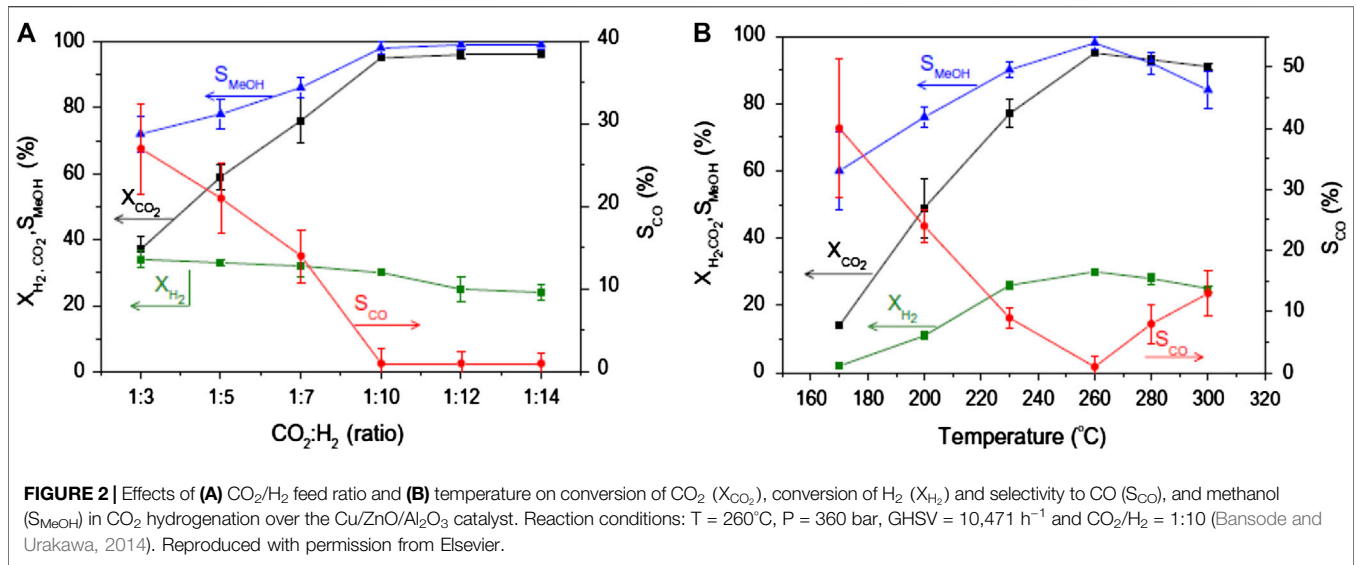 A
100
80
60
40
20
0
X_H2, CO2, S_MeOH (%)
40
30
20
10
0
S_CO (%)
S_MeOH
X_CO2
X_H2
S_CO
1:3 1:5 1:7 1:10 1:12 1:14
CO₂:H₂ (ratio)
B
100
80
60
40
20
0
X_H2,CO2,S_MeOH (%)
50
40
30
20
10
0
S_CO (%)
S_MeOH
X_CO2
X_H2
S_CO
160 180 200 220 240 260 280 300 320
Temperature (°C)
FIGURE 2 | Effects of (A) CO₂/H₂ feed ratio and (B) temperature on conversion of CO₂ (X_CO₂), conversion of H₂ (X_H₂) and selectivity to CO (S_CO), and methanol
(S_MeOH) in CO₂ hydrogenation over the Cu/ZnO/Al₂O₃ catalyst. Reaction conditions: T = 260°C, P = 360 bar, GHSV = 10,471 h⁻¹ and CO₂/H₂ = 1:10 (Bansode and
Urakawa, 2014). Reproduced with permission from Elsevier.